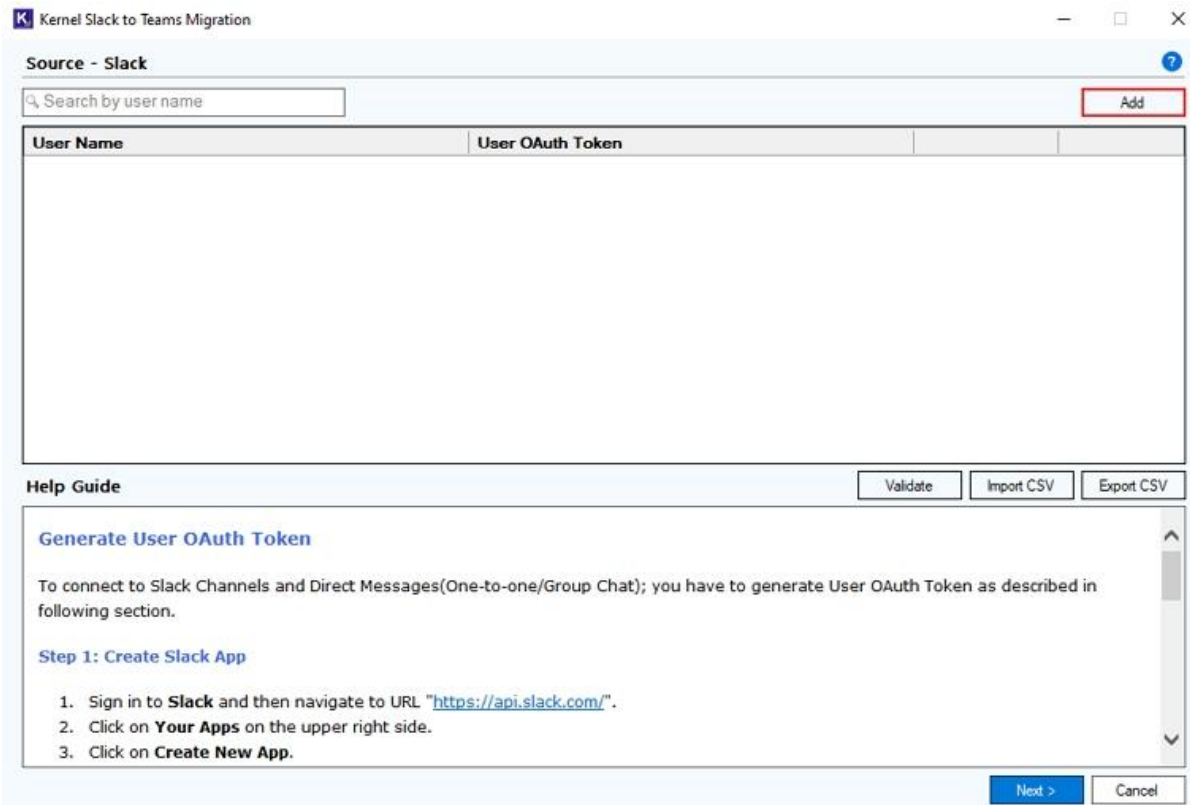 Kernel Slack to Teams Migration
Source - Slack
?
Search by user name
Add
User Name User OAuth Token
Help Guide
Validate Import CSV Export CSV
Generate User OAuth Token
To connect to Slack Channels and Direct Messages(One-to-one/Group Chat); you have to generate User OAuth Token as described in
following section.
Step 1: Create Slack App
1. Sign in to Slack and then navigate to URL "https://api.slack.com/".
2. Click on Your Apps on the upper right side.
3. Click on Create New App.
Next > Cancel